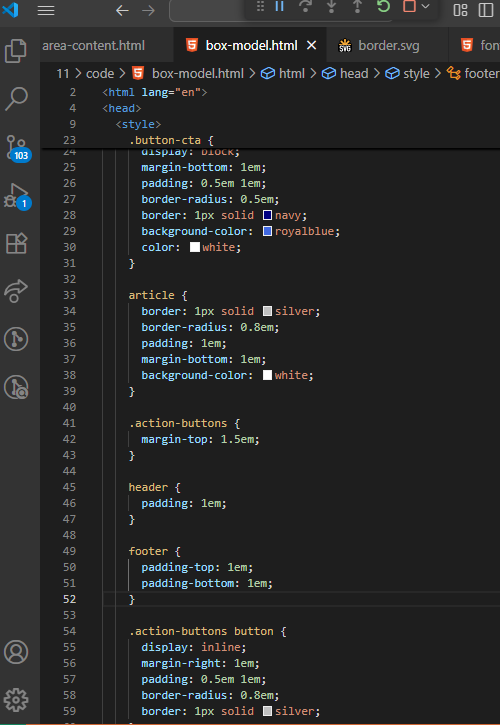 area-content.html
box-model.html
border.svg
fon
11 > code > box-model.html > html > head > style > footer
2 <html lang="en">
4 <head>
9 <style>
23 .button-cta {
24 display: block;
25 margin-bottom: 1em;
26 padding: 0.5em 1em;
27 border-radius: 0.5em;
28 border: 1px solid navy;
29 background-color: royalblue;
30 color: white;
31 }
32
33 article {
34 border: 1px solid silver;
35 border-radius: 0.8em;
36 padding: 1em;
37 margin-bottom: 1em;
38 background-color: white;
39 }
40
41 .action-buttons {
42 margin-top: 1.5em;
43 }
44
45 header {
46 padding: 1em;
47 }
48
49 footer {
50 padding-top: 1em;
51 padding-bottom: 1em;
52 }
53
54 .action-buttons button {
55 display: inline;
56 margin-right: 1em;
57 padding: 0.5em 1em;
58 border-radius: 0.8em;
59 border: 1px solid silver;
103
1